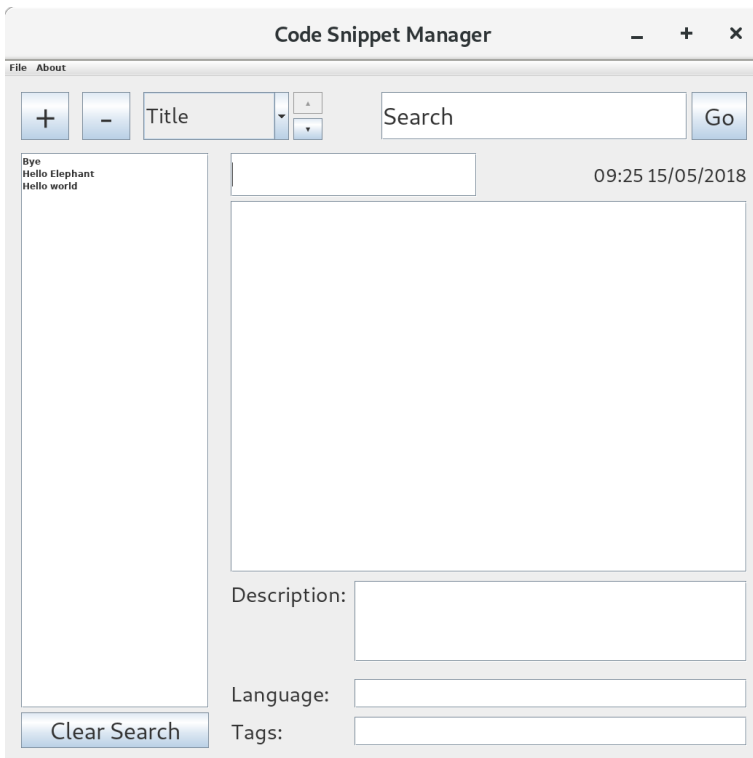 Code Snippet Manager
File About
+ - Title Search Go
Bye
Hello Elephant
Hello world
09:25 15/05/2018
Description:
Language:
Tags:
Clear Search